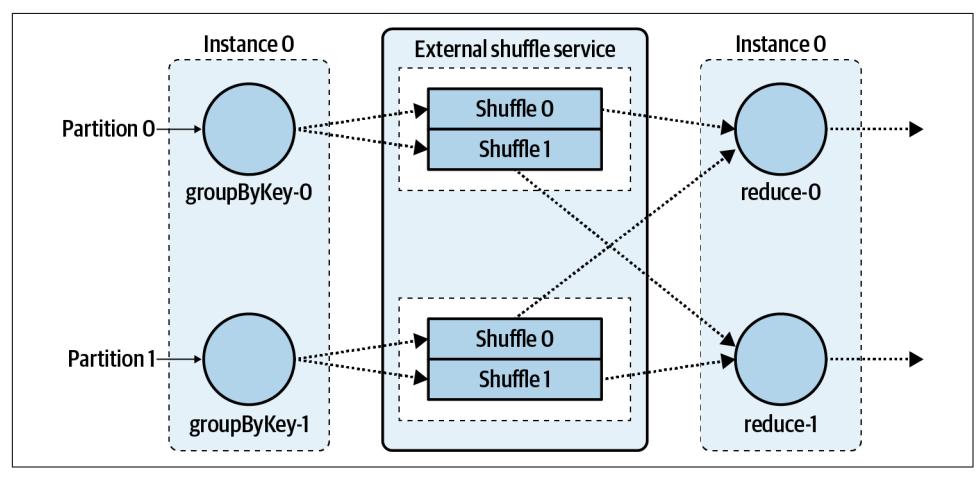 Instance 0
External shuffle service
Instance 0
Partition 0
Shuffle 0
Shuffle 1
groupByKey-0
reduce-0
Partition 1
Shuffle 0
Shuffle 1
groupByKey-1
reduce-1